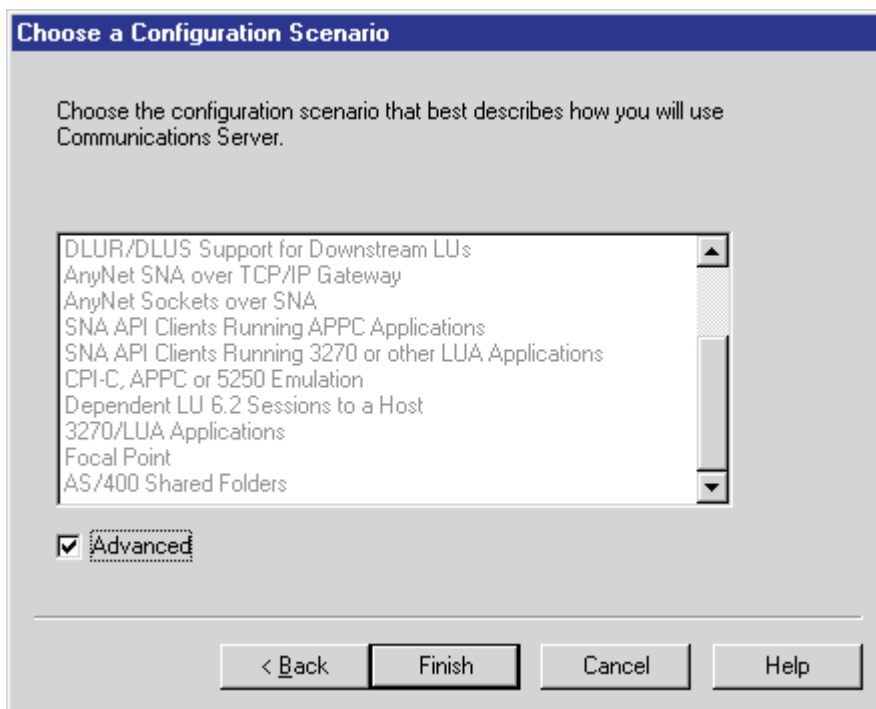 Choose a Configuration Scenario
Choose the configuration scenario that best describes how you will use
Communications Server.
DLUR/DLUS Support for Downstream LUs
AnyNet SNA over TCP/IP Gateway
AnyNet Sockets over SNA
SNA API Clients Running APPC Applications
SNA API Clients Running 3270 or other LUA Applications
CPI-C, APPC or 5250 Emulation
Dependent LU 6.2 Sessions to a Host
3270/LUA Applications
Focal Point
AS/400 Shared Folders
Advanced
< Back
Finish
Cancel
Help